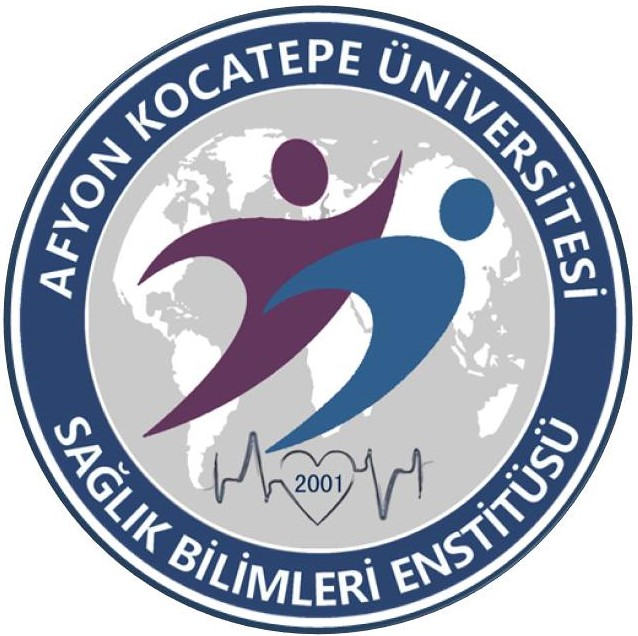 AFYON KOCATEPE ÜNİVERSİTESİ
2001
SAĞLIK BİLİMLERİ ENSTİTÜSÜ